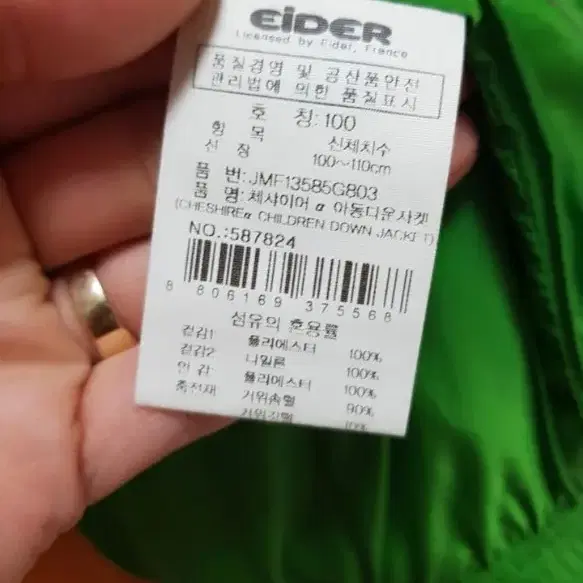 EiDER
Licensed by Eider, France
품질경영 및 공산품안전
관리법에 의한 품질표시
호 칭:100
항 목 신체치수
신 장 100~110cm
품 번:JMF13585G803
품 명:체샤이어 α 아동다운자켓
(CHESHIREα CHILDREN DOWN JACKET)
NO.:587824
8 806169 375568
섬유의 혼용률
겉감1 폴리에스터 100%
겉감2 나일론 100%
안 감 폴리에스터 100%
충전재 거위솜털 90%
거위깃털 10%